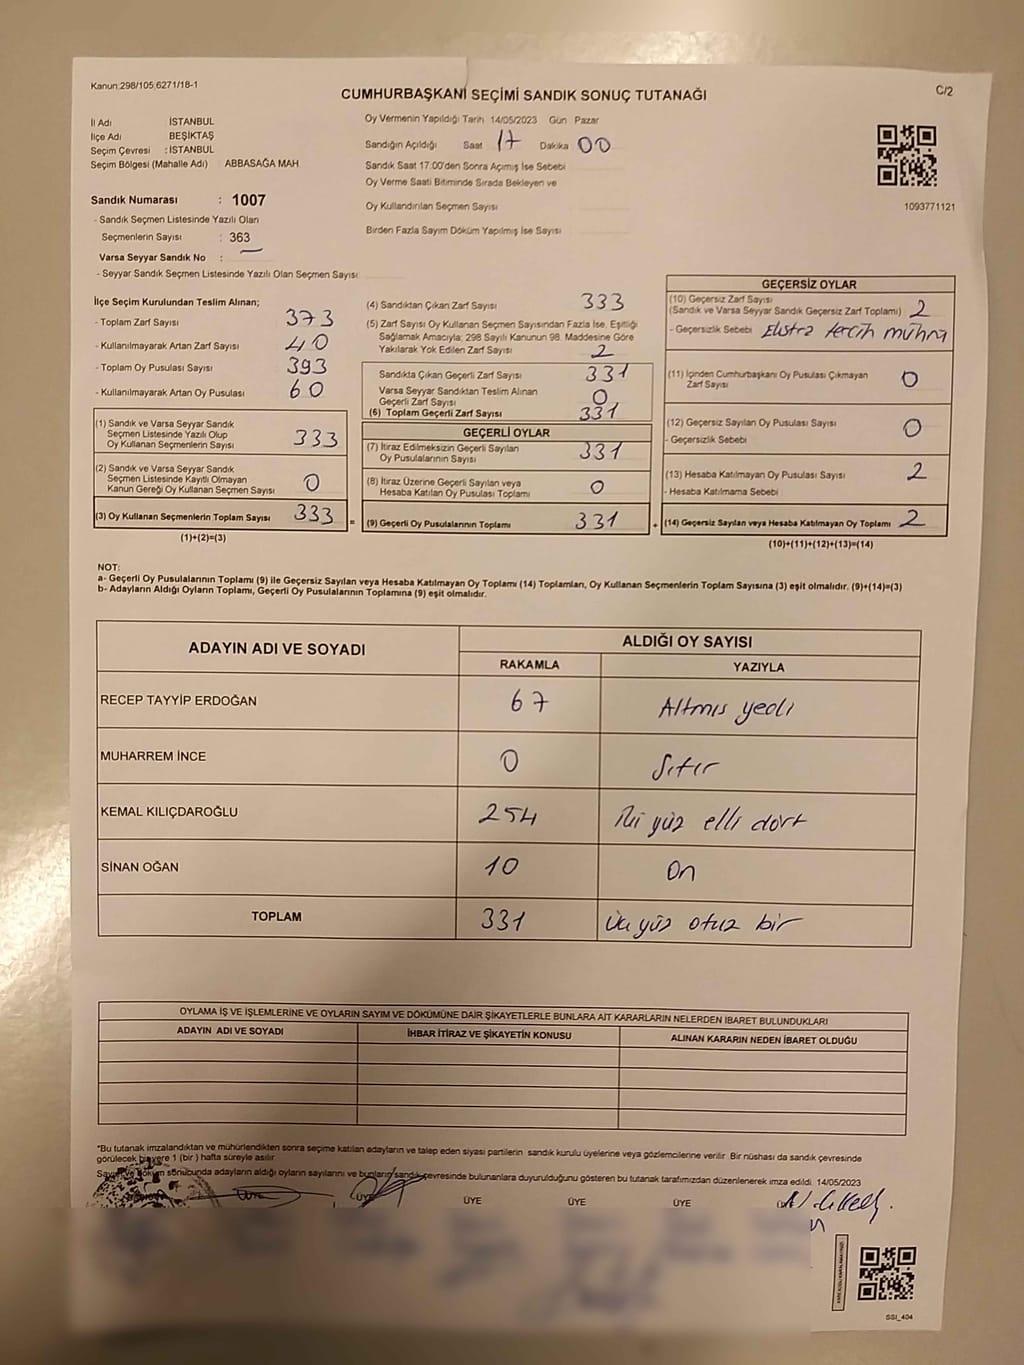 Kanun:298/105,6271/18-1
C/2
CUMHURBAŞKANI SEÇİMİ SANDIK SONUÇ TUTANAĞI
İl Adı İSTANBUL
İlçe Adı BEŞİKTAŞ
Seçim Çevresi : İSTANBUL
Seçim Bölgesi (Mahalle Adı) : ABBASAĞA MAH.
Oy Vermenin Yapıldığı Tarih 14/05/2023 Gün Pazar
Sandığın Açıldığı Saat 17 Dakika 00
Sandık Saat 17:00'den Sonra Açımış İse Sebebi
Oy Verme Saati Bitiminde Sırada Bekleyen ve
Oy Kullandırılan Seçmen Sayısı
Birden Fazla Sayım Döküm Yapılmış İse Sayısı
1093771121
Sandık Numarası : 1007
- Sandık Seçmen Listesinde Yazılı Olan
Seçmenlerin Sayısı : 363
Varsa Seyyar Sandık No : —
- Seyyar Sandık Seçmen Listesinde Yazılı Olan Seçmen Sayısı
İlçe Seçim Kurulundan Teslim Alınan;
- Toplam Zarf Sayısı 373
- Kullanılmayarak Artan Zarf Sayısı 40
- Toplam Oy Pusulası Sayısı 393
- Kullanılmayarak Artan Oy Pusulası 60
(1) Sandık ve Varsa Seyyar Sandık
Seçmen Listesinde Yazılı Olup
Oy Kullanan Seçmenlerin Sayısı 333
(2) Sandık ve Varsa Seyyar Sandık
Seçmen Listesinde Kayıtlı Olmayan
Kanun Gereği Oy Kullanan Seçmen Sayısı 0
(3) Oy Kullanan Seçmenlerin Toplam Sayısı 333 =
(1)+(2)=(3)
(4) Sandıktan Çıkan Zarf Sayısı 333
(5) Zarf Sayısı Oy Kullanan Seçmen Sayısından Fazla İse, Eşitliği
Sağlamak Amacıyla; 298 Sayılı Kanunun 98. Maddesine Göre
Yakılarak Yok Edilen Zarf Sayısı 2
Sandıkta Çıkan Geçerli Zarf Sayısı 331
Varsa Seyyar Sandıktan Teslim Alınan
Geçerli Zarf Sayısı 0
(6) Toplam Geçerli Zarf Sayısı 331
GEÇERLİ OYLAR
(7) İtiraz Edilmeksizin Geçerli Sayılan
Oy Pusulalarının Sayısı 331
(8) İtiraz Üzerine Geçerli Sayılan veya
Hesaba Katılan Oy Pusulası Toplamı 0
(9) Geçerli Oy Pusulalarının Toplamı 331 +
GEÇERSİZ OYLAR
(10) Geçersiz Zarf Sayısı
(Sandık ve Varsa Seyyar Sandık Geçersiz Zarf Toplamı) 2
- Geçersizlik Sebebi Ekstra tercih mührü
(11) İçinden Cumhurbaşkanı Oy Pusulası Çıkmayan
Zarf Sayısı 0
(12) Geçersiz Sayılan Oy Pusulası Sayısı 0
- Geçersizlik Sebebi
(13) Hesaba Katılmayan Oy Pusulası Sayısı 2
- Hesaba Katılmama Sebebi
(14) Geçersiz Sayılan veya Hesaba Katılmayan Oy Toplamı 2
(10)+(11)+(12)+(13)=(14)
NOT:
a- Geçerli Oy Pusulalarının Toplamı (9) ile Geçersiz Sayılan veya Hesaba Katılmayan Oy Toplamı (14) Toplamları, Oy Kullanan Seçmenlerin Toplam Sayısına (3) eşit olmalıdır. (9)+(14)=(3)
b- Adayların Aldığı Oyların Toplamı, Geçerli Oy Pusulalarının Toplamına (9) eşit olmalıdır.
ADAYIN ADI VE SOYADI
ALDIĞI OY SAYISI
RAKAMLA YAZIYLA
RECEP TAYYİP ERDOĞAN 67 Altmış yedi
MUHARREM İNCE 0 Sıfır
KEMAL KILIÇDAROĞLU 254 İki yüz elli dört
SİNAN OĞAN 10 On
TOPLAM 331 Üç yüz otuz bir
OYLAMA İŞ VE İŞLEMLERİNE VE OYLARIN SAYIM VE DÖKÜMÜNE DAİR ŞİKAYETLERLE BUNLARA AİT KARARLARIN NELERDEN İBARET BULUNDUKLARI
ADAYIN ADI VE SOYADI İHBAR İTİRAZ VE ŞİKAYETİN KONUSU ALINAN KARARIN NEDEN İBARET OLDUĞU
*Bu tutanak imzalandıktan ve mühürlendikten sonra seçime katılan adayların ve talep eden siyasi partilerin sandık kurulu üyelerine veya gözlemcilerine verilir. Bir nüshası da sandık çevresinde
görülecek bir yere 1 (bir) hafta süreyle asılır.
Sayım ve döküm sonucunda adayların aldığı oyların sayılarını ve bunların sandık çevresinde bulunanlara duyurulduğunu gösteren bu tutanak tarafımızdan düzenlenerek imza edildi. 14/05/2023
ÜYE ÜYE ÜYE ÜYE ÜYE
SSI_404